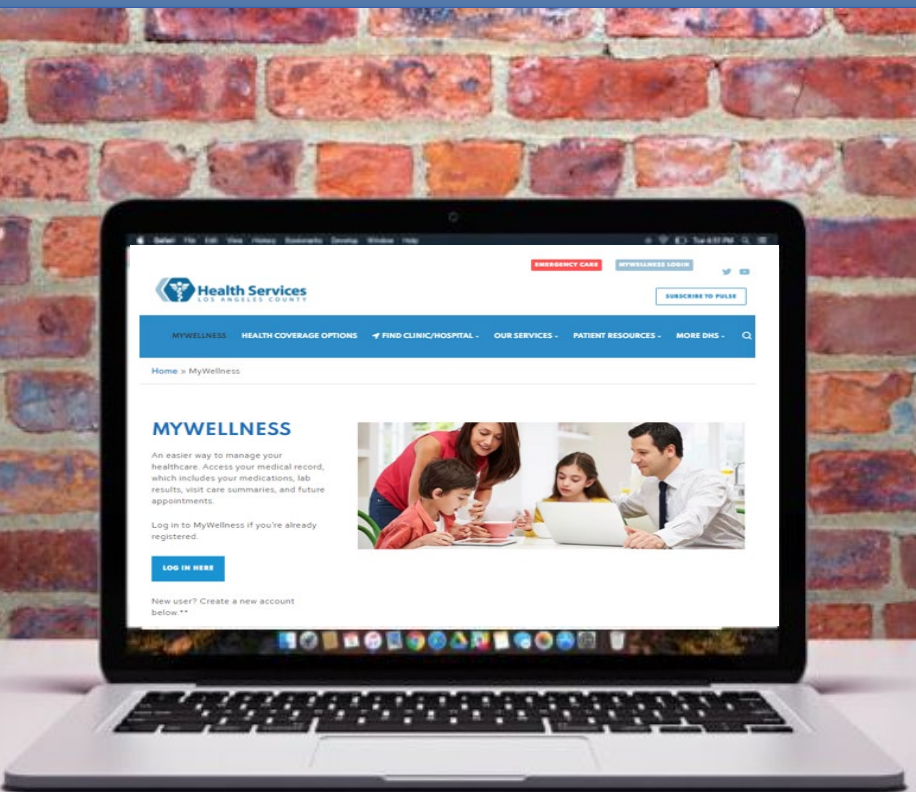 Safari File Edit View History Bookmarks Develop Window Help
Tue 4:51 PM
EMERGENCY CARE
MYWELLNESS LOGIN
Health Services
LOS ANGELES COUNTY
SUBSCRIBE TO PULSE
MYWELLNESS HEALTH COVERAGE OPTIONS FIND CLINIC/HOSPITAL OUR SERVICES PATIENT RESOURCES MORE DHS
Home » MyWellness
MYWELLNESS
An easier way to manage your
healthcare. Access your medical record,
which includes your medications, lab
results, visit care summaries, and future
appointments.
Log in to MyWellness if you're already
registered.
LOG IN HERE
New user? Create a new account
below.**